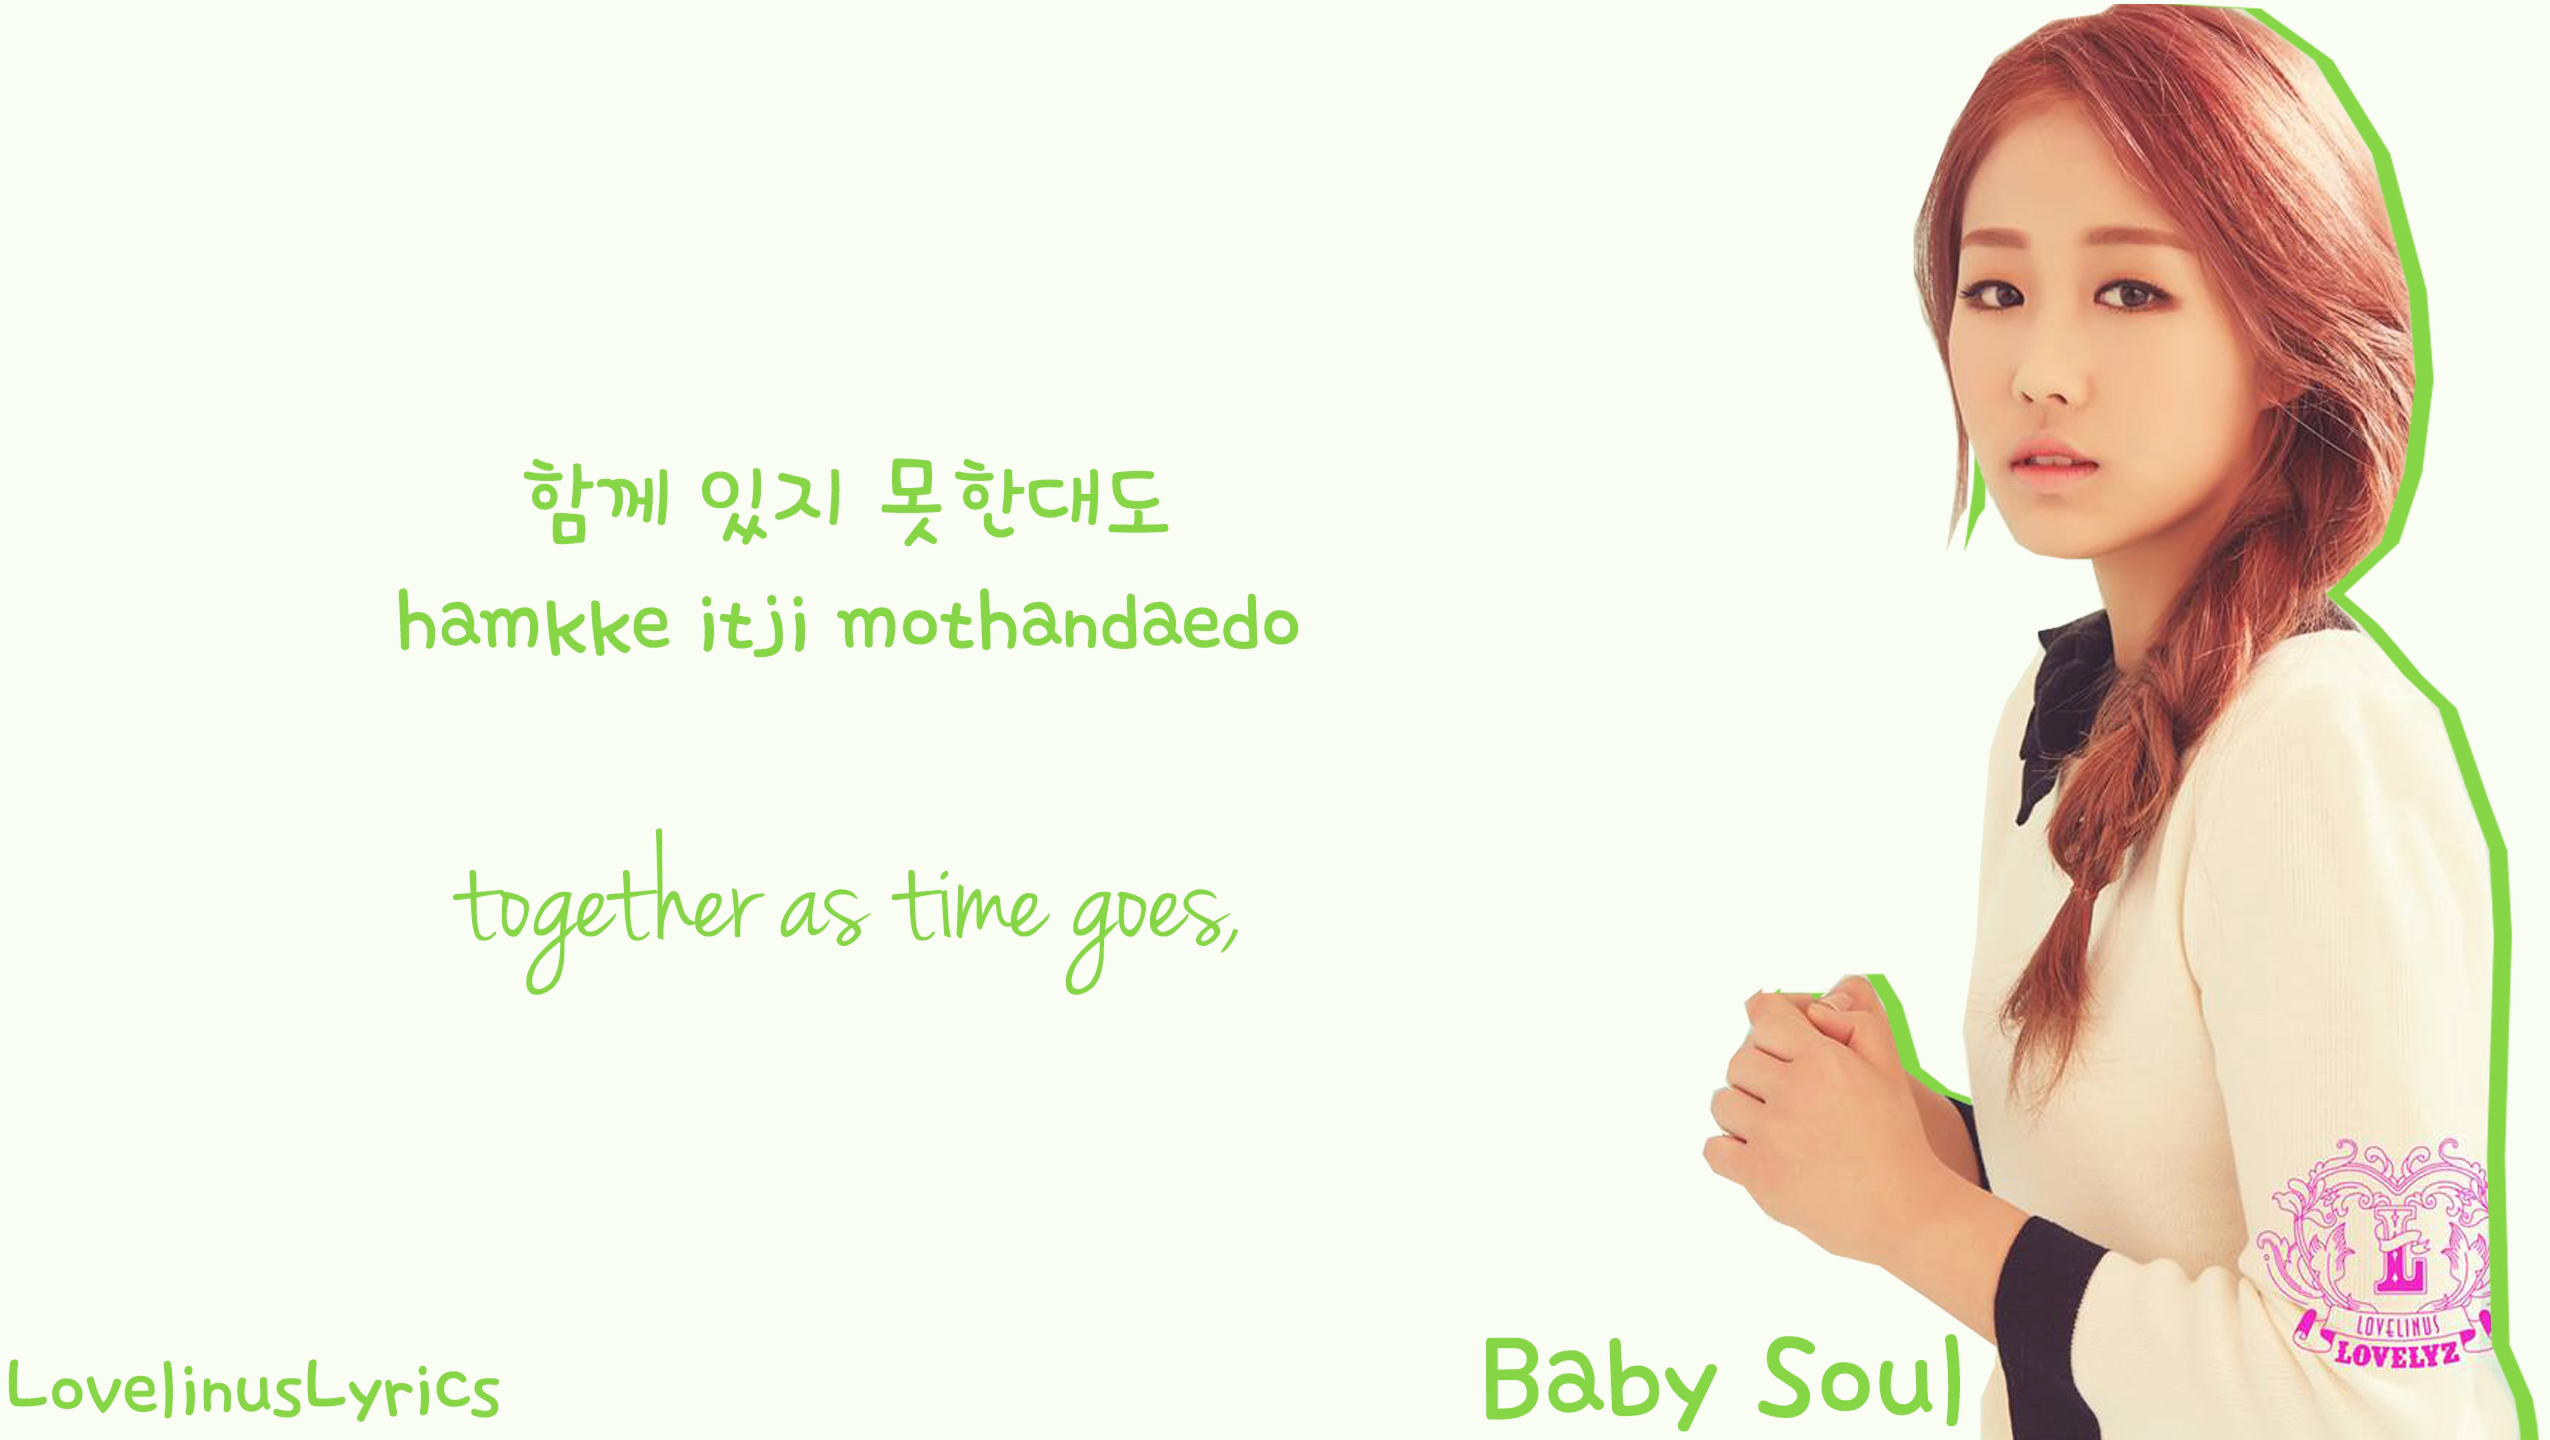 함께 있지 못한대도
hamkke itji mothandaedo
together as time goes,
LovelinusLyrics
Baby Soul
L
LOVELINUS
LOVELYZ